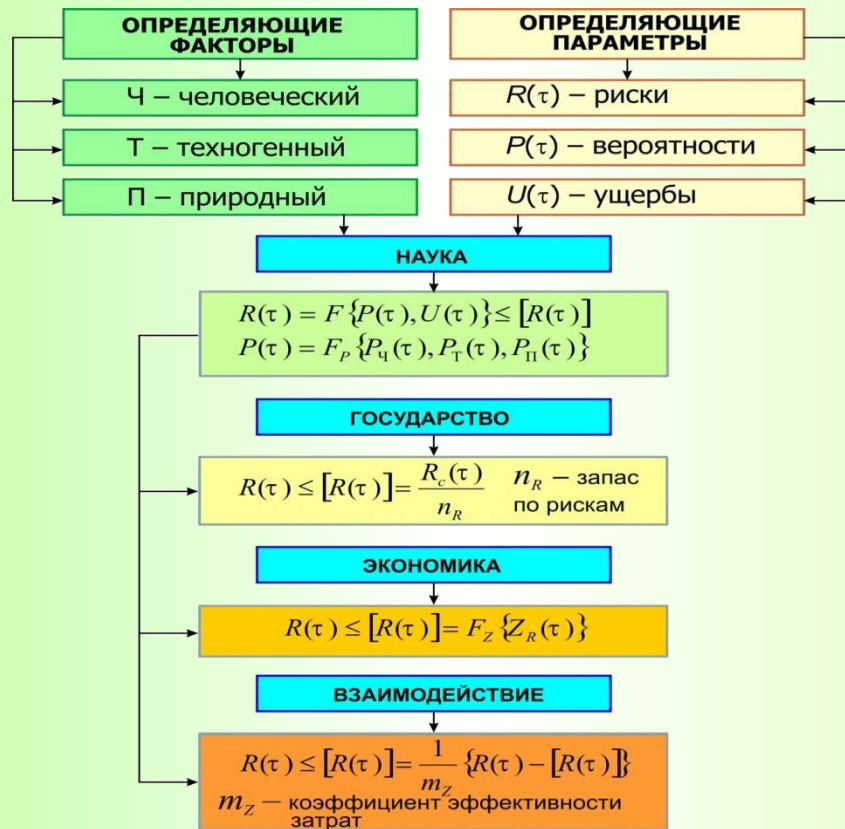 ОПРЕДЕЛЯЮЩИЕ
ФАКТОРЫ
Ч – человеческий
Т – техногенный
П – природный
ОПРЕДЕЛЯЮЩИЕ
ПАРАМЕТРЫ
R(τ) – риски
P(τ) – вероятности
U(τ) – ущербы
НАУКА
R(τ) = F{P(τ), U(τ)} ≤ [R(τ)]
P(τ) = F_P{P_Ч(τ), P_Т(τ), P_П(τ)}
ГОСУДАРСТВО
R(τ) ≤ [R(τ)] = R_c(τ) / n_R n_R – запас
по рискам
ЭКОНОМИКА
R(τ) ≤ [R(τ)] = F_Z{Z_R(τ)}
ВЗАИМОДЕЙСТВИЕ
R(τ) ≤ [R(τ)] = 1 / m_Z {R(τ) – [R(τ)]}
m_Z – коэффициент эффективности
затрат